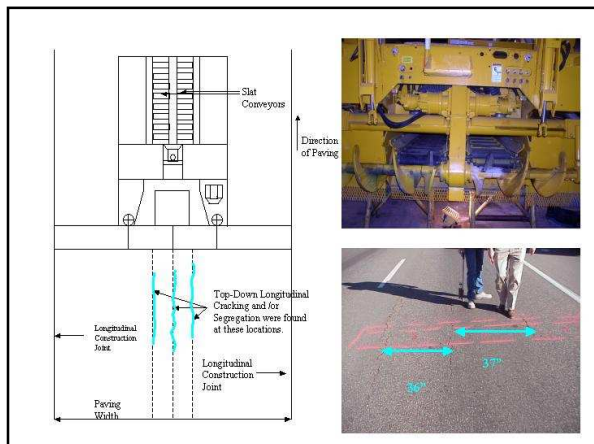 Slat
Conveyors
Direction
of Paving
Top-Down Longitudinal
Cracking and /or
Segregation were found
at these locations.
Longitudinal
Construction
Joint
Longitudinal
Construction
Joint
Paving
Width
37"
36"